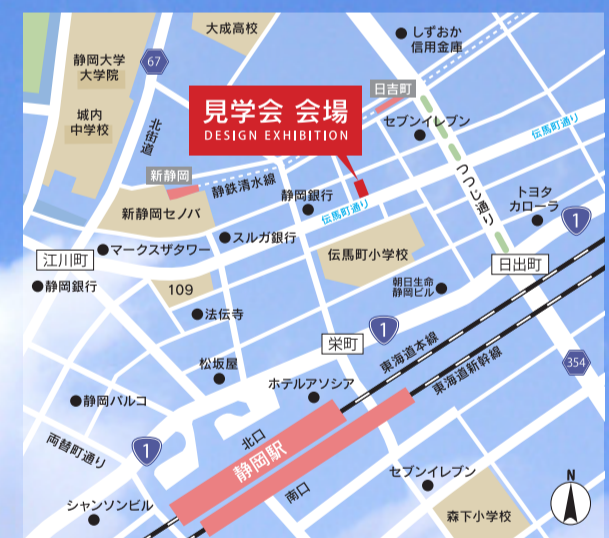 大成高校
しずおか
信用金庫
静岡大学
大学院
67
日吉町
城内
中学校
北街道
見学会 会場
DESIGN EXHIBITION
セブンイレブン
伝馬町通り
新静岡
静鉄清水線
静岡銀行
つつじ通り
トヨタ
カローラ
新静岡セノバ
伝馬町通り
1
スルガ銀行
マークスザタワー
江川町
伝馬町小学校
日出町
静岡銀行
109
朝日生命
静岡ビル
法伝寺
栄町
1
東海道本線
松坂屋
354
ホテルアソシア
東海道新幹線
静岡パルコ
両替町通り
1
北口
静岡駅
南口
セブンイレブン
シャンソンビル
森下小学校
N